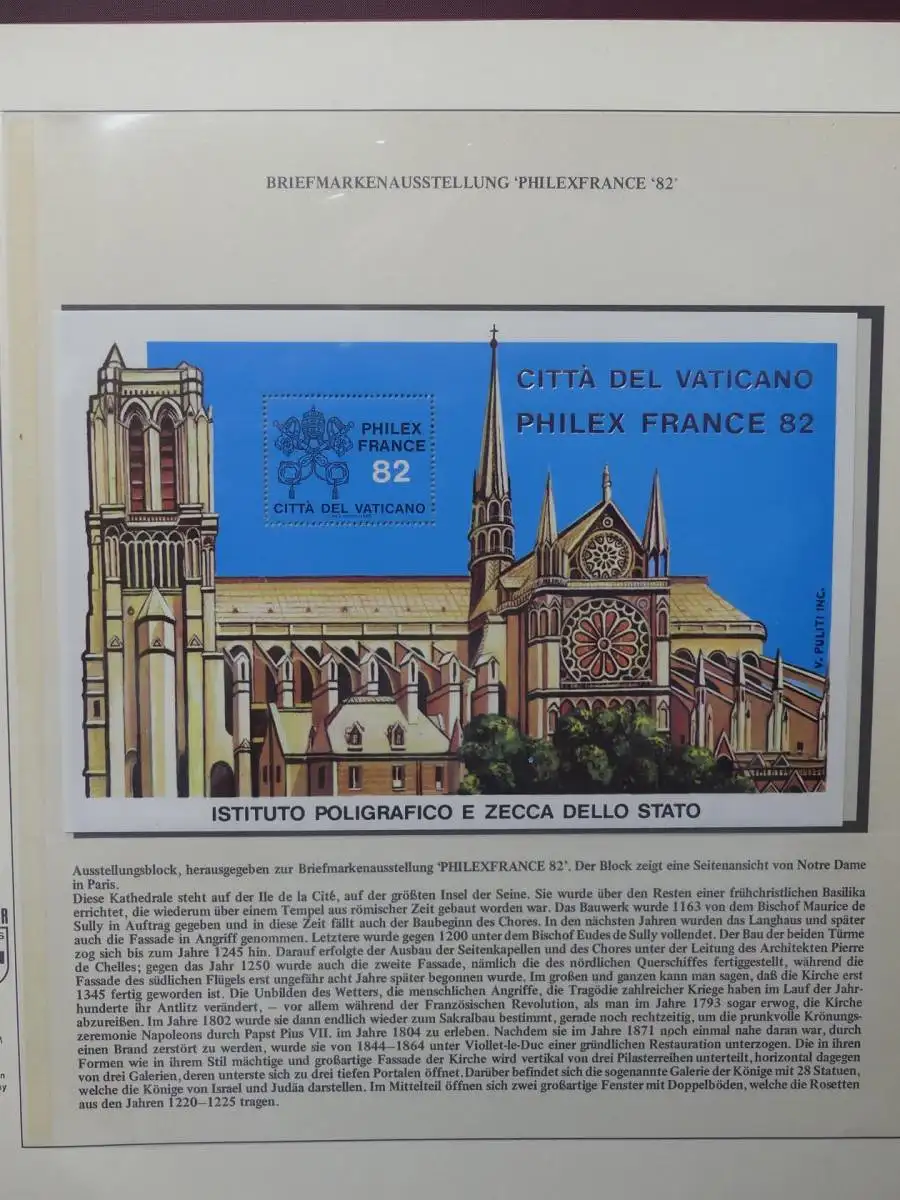 BRIEFMARKENAUSSTELLUNG ‘PHILEXFRANCE ‘82’
CITTÀ DEL VATICANO
PHILEX FRANCE 82
PHILEX
FRANCE
82
CITTÀ DEL VATICANO
V. PULITI INC.
ISTITUTO POLIGRAFICO E ZECCA DELLO STATO
Ausstellungsblock, herausgegeben zur Briefmarkenausstellung ‘PHILEXFRANCE 82’. Der Block zeigt eine Seitenansicht von Notre Dame
in Paris.
Diese Kathedrale steht auf der Ile de la Cité, auf der größten Insel der Seine. Sie wurde über den Resten einer frühchristlichen Basilika
errichtet, die wiederum über einem Tempel aus römischer Zeit gebaut worden war. Das Bauwerk wurde 1163 von dem Bischof Maurice de
Sully in Auftrag gegeben und in diese Zeit fällt auch der Baubeginn des Chores. In den nächsten Jahren wurden das Langhaus und später
auch die Fassade in Angriff genommen. Letztere wurde gegen 1200 unter dem Bischof Eudes de Sully vollendet. Der Bau der beiden Türme
zog sich bis zum Jahre 1245 hin. Darauf erfolgte der Ausbau der Seitenkapellen und des Chores unter der Leitung des Architekten Pierre
de Chelles; gegen das Jahr 1250 wurde auch die zweite Fassade, nämlich die des nördlichen Querschiffes fertiggestellt, während die
Fassade des südlichen Flügels erst ungefähr acht Jahre später begonnen wurde. Im großen und ganzen kann man sagen, daß die Kirche erst
1345 fertig geworden ist. Die Unbilden des Wetters, die menschlichen Angriffe, die Tragödie zahlreicher Kriege haben im Lauf der Jahr-
hunderte ihr Antlitz verändert, – vor allem während der Französischen Revolution, als man im Jahre 1793 sogar erwog, die Kirche
abzureißen. Im Jahre 1802 wurde sie dann endlich wieder zum Sakralbau bestimmt, gerade noch rechtzeitig, um die prunkvolle Krönungs-
zeremonie Napoleons durch Papst Pius VII. im Jahre 1804 zu erleben. Nachdem sie im Jahre 1871 noch einmal nahe daran war, durch
einen Brand zerstört zu werden, wurde sie von 1844–1864 unter Viollet-le-Duc einer gründlichen Restauration unterzogen. Die in ihren
Formen wie in ihrem Stil mächtige und großartige Fassade der Kirche wird vertikal von drei Pilasterreihen unterteilt, horizontal dagegen
von drei Galerien, deren unterste sich zu drei tiefen Portalen öffnet. Darüber befindet sich die sogenannte Galerie der Könige mit 28 Statuen,
welche die Könige von Israel und Judäa darstellen. Im Mittelteil öffnen sich zwei großartige Fenster mit Doppelböden, welche die Rosetten
aus den Jahren 1220–1225 tragen.